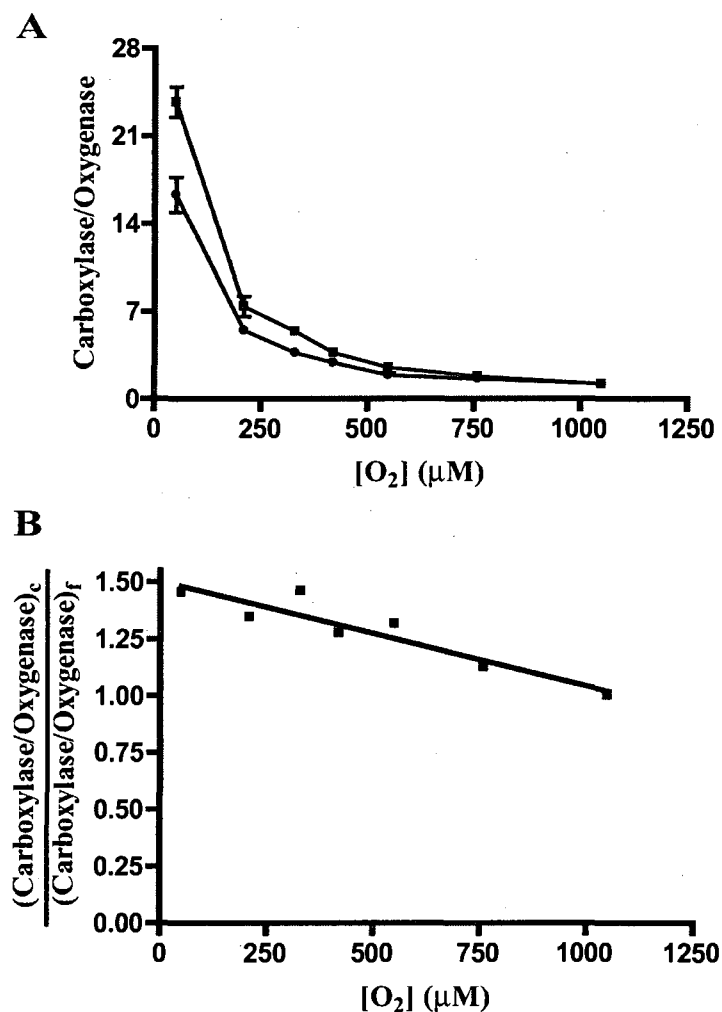 A
Carboxylase/Oxygenase
28
21
14
7
0
0 250 500 750 1000 1250
[O₂] (μM)
B
((Carboxylase/Oxygenase)c
(Carboxylase/Oxygenase)f
1.50
1.25
1.00
0.75
0.50
0.25
0.00
0 250 500 750 1000 1250
[O₂] (μM)